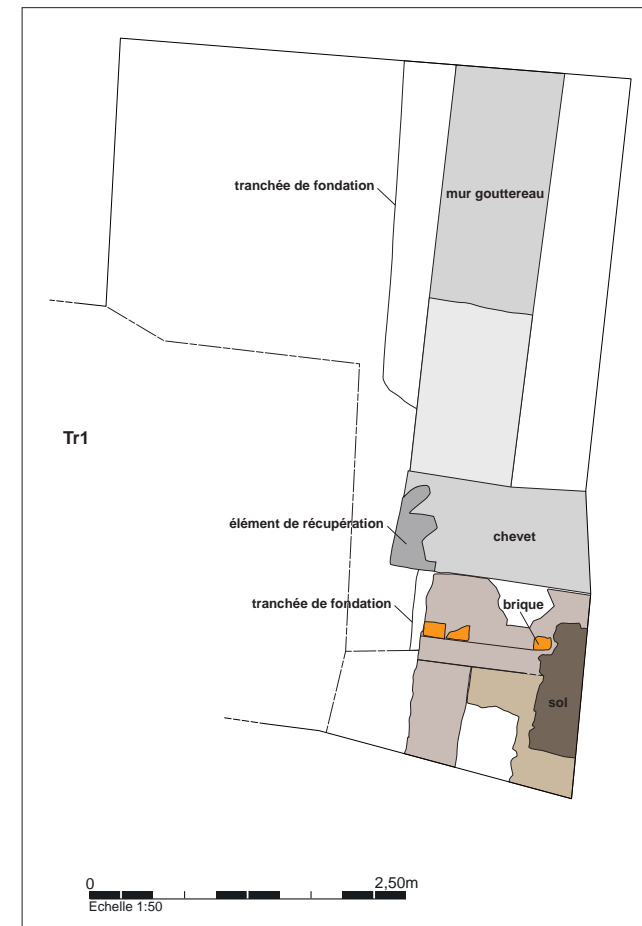 tranchée de fondation
mur gouttereau
Tr1
élément de récupération
chevet
tranchée de fondation
brique
sol
0 2,50m
Echelle 1:50